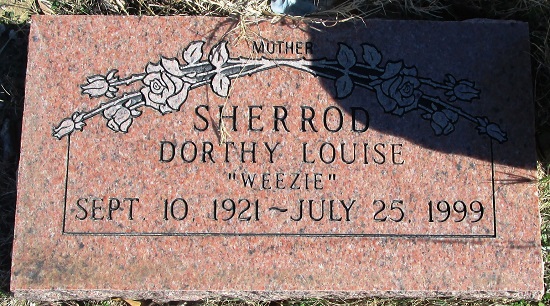 MOTHER
SHERROD
DORTHY LOUISE
"WEEZIE"
SEPT. 10, 1921 ~ JULY 25, 1999